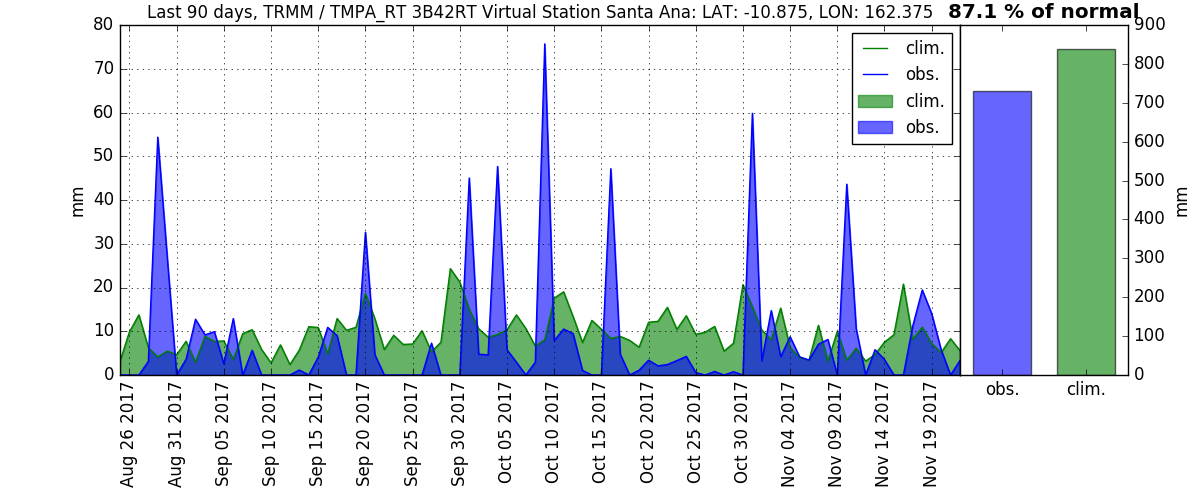 Last 90 days, TRMM / TMPA_RT 3B42RT Virtual Station Santa Ana: LAT: -10.875, LON: 162.375
87.1 % of normal
80
70
60
50
40
30
20
10
0
mm
clim.
obs.
clim.
obs.
900
800
700
600
500
400
300
200
100
0
mm
obs.
clim.
Aug 26 2017
Aug 31 2017
Sep 05 2017
Sep 10 2017
Sep 15 2017
Sep 20 2017
Sep 25 2017
Sep 30 2017
Oct 05 2017
Oct 10 2017
Oct 15 2017
Oct 20 2017
Oct 25 2017
Oct 30 2017
Nov 04 2017
Nov 09 2017
Nov 14 2017
Nov 19 2017